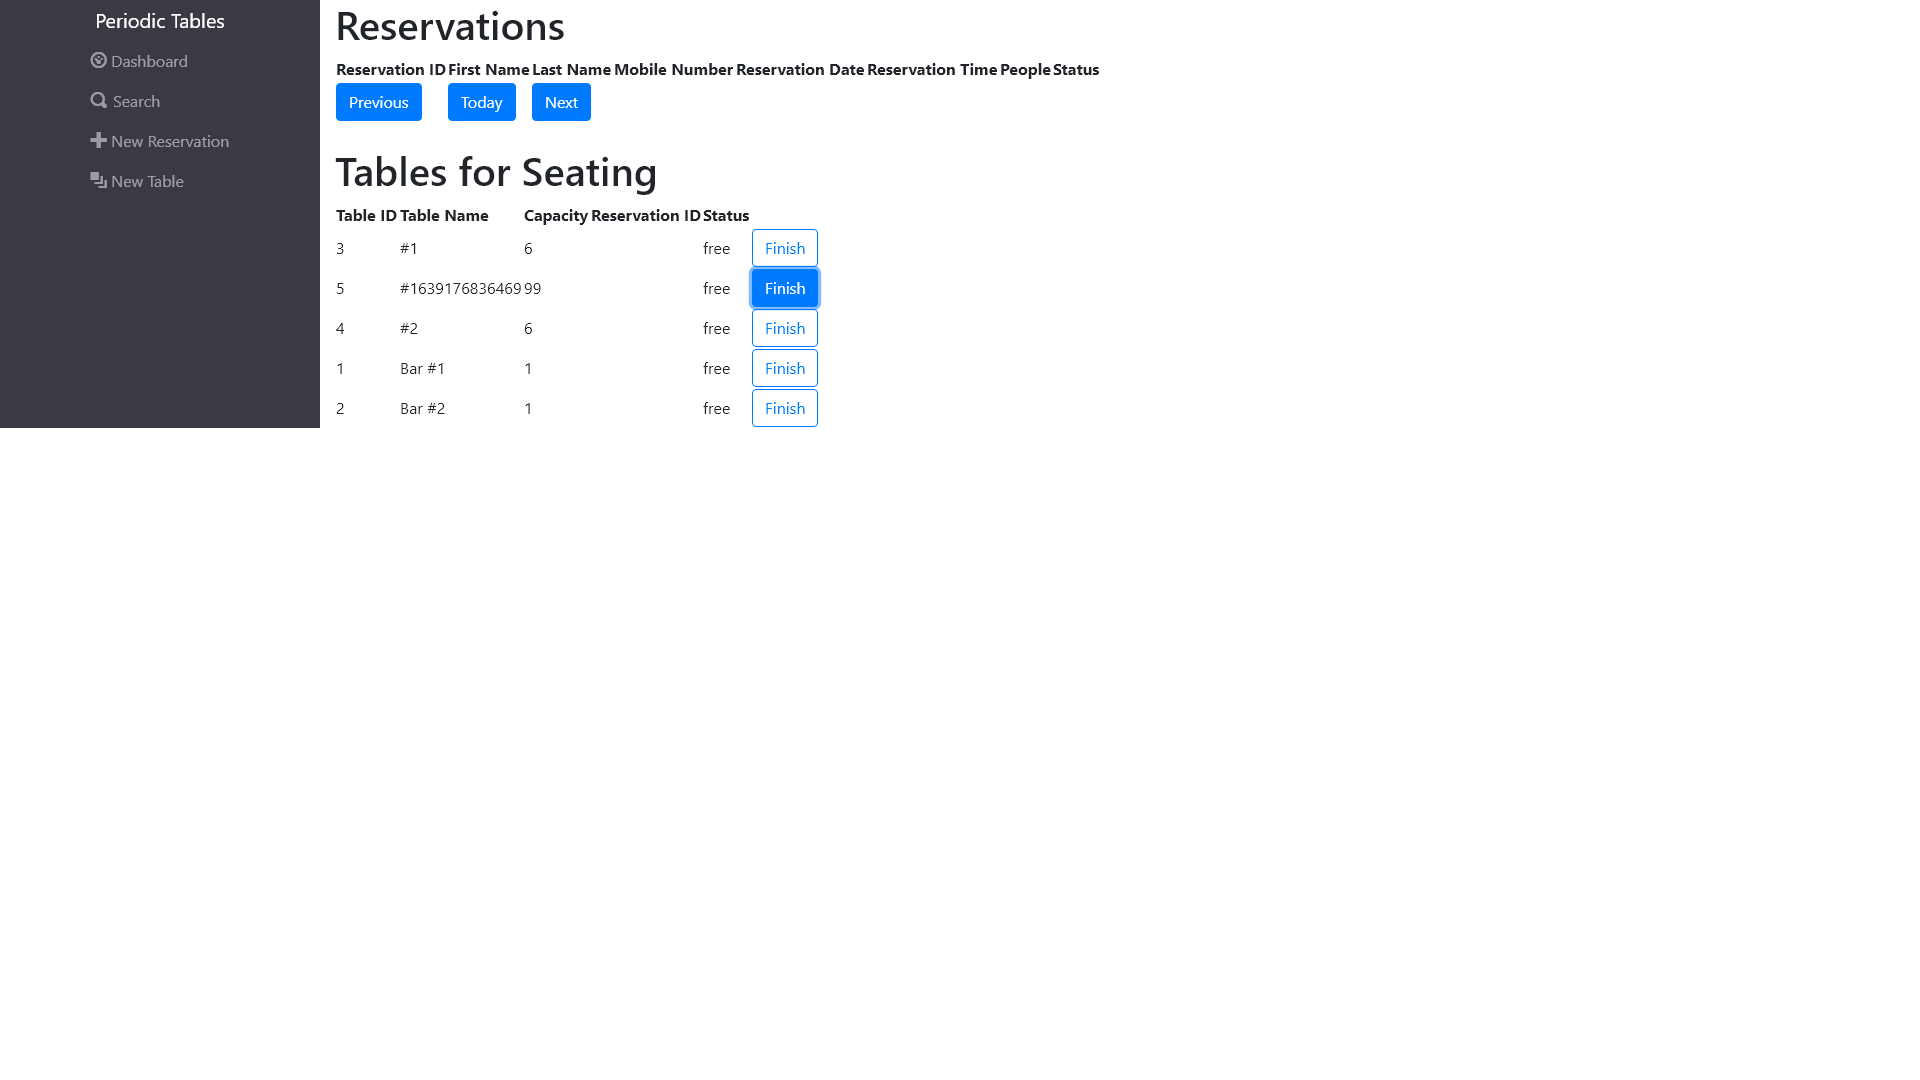 Periodic Tables
Dashboard
Search
New Reservation
New Table
Reservations
Reservation ID First Name Last Name Mobile Number Reservation Date Reservation Time People Status
Previous Today Next
Tables for Seating
Table ID Table Name Capacity Reservation ID Status
3 #1 6 free Finish
5 #1639176836469 99 free Finish
4 #2 6 free Finish
1 Bar #1 1 free Finish
2 Bar #2 1 free Finish